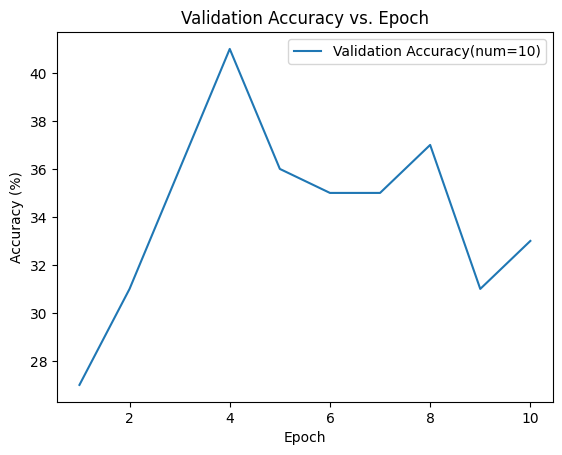 Validation Accuracy vs. Epoch
Validation Accuracy(num=10)
Accuracy (%)
40
38
36
34
32
30
28
2 4 6 8 10
Epoch